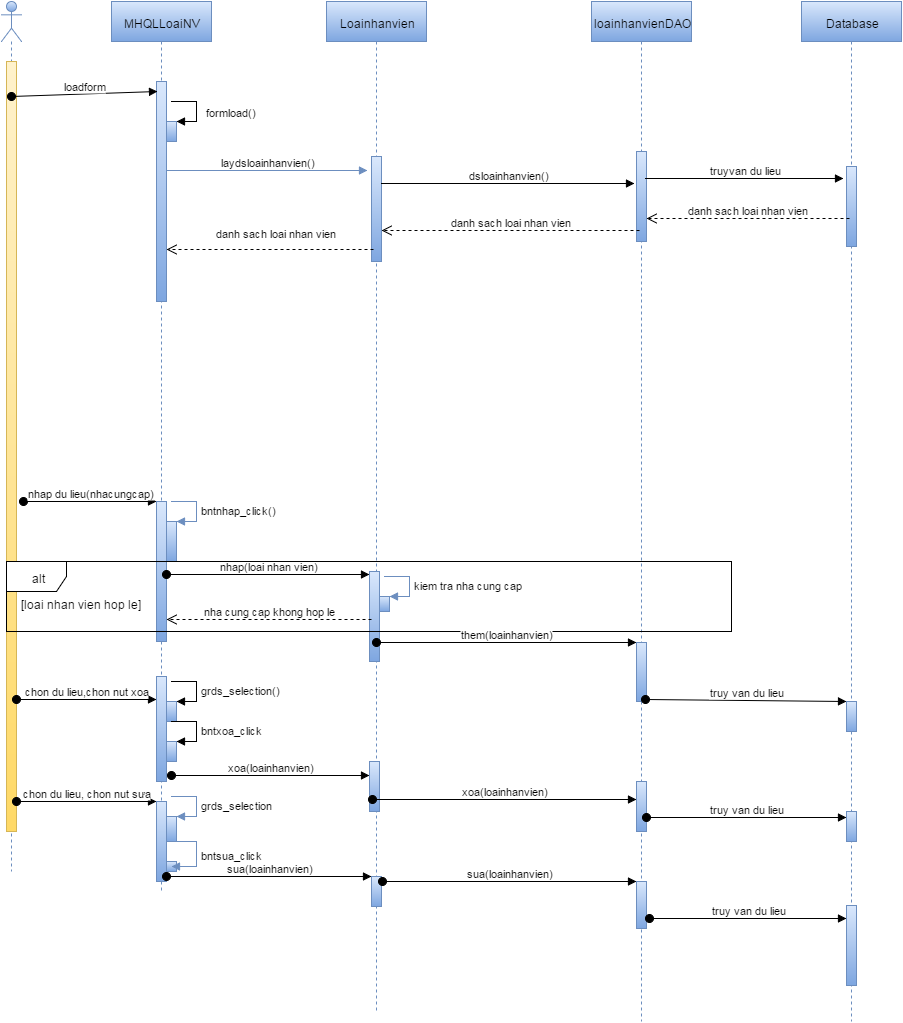 MHQLLoaiNV
Loainhanvien
loainhanvienDAO
Database
loadform
formload()
laydsloainhanvien()
dsloainhanvien()
truyvan du lieu
danh sach loai nhan vien
danh sach loai nhan vien
danh sach loai nhan vien
nhap du lieu(nhacungcap)
bntnhap_click()
alt
nhap(loai nhan vien)
kiem tra nha cung cap
[loai nhan vien hop le]
nha cung cap khong hop le
them(loainhanvien)
chon du lieu,chon nut xoa
grds_selection()
truy van du lieu
bntxoa_click
xoa(loainhanvien)
chon du lieu, chon nut sưa
grds_selection
xoa(loainhanvien)
truy van du lieu
bntsua_click
sua(loainhanvien)
sua(loainhanvien)
truy van du lieu